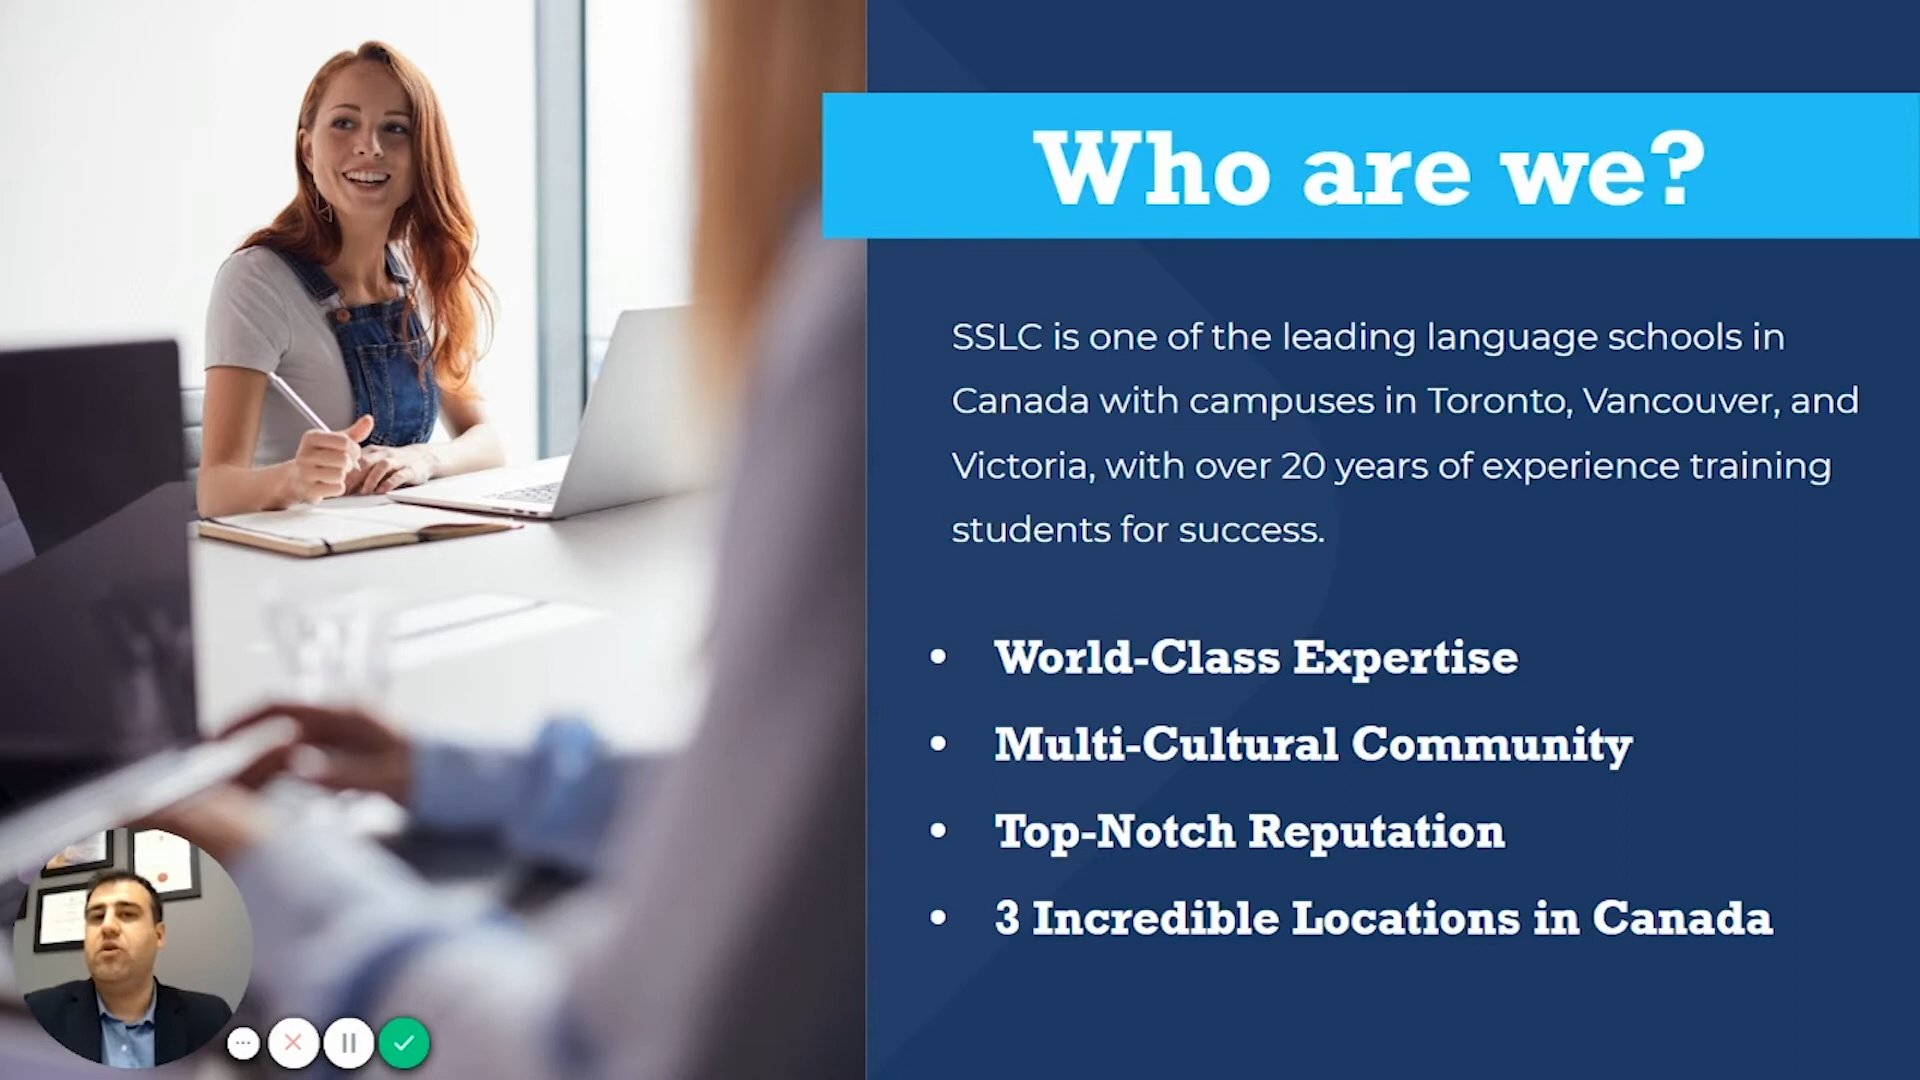 Who are we?
SSLC is one of the leading language schools in
Canada with campuses in Toronto, Vancouver, and
Victoria, with over 20 years of experience training
students for success.
• World-Class Expertise
• Multi-Cultural Community
• Top-Notch Reputation
• 3 Incredible Locations in Canada